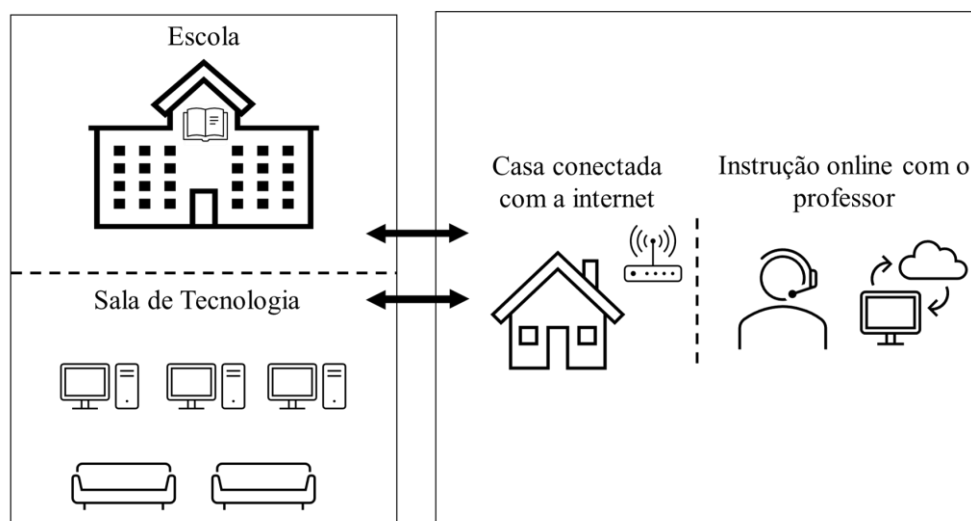 Escola
Sala de Tecnologia
Casa conectada
com a internet
Instrução online com o
professor